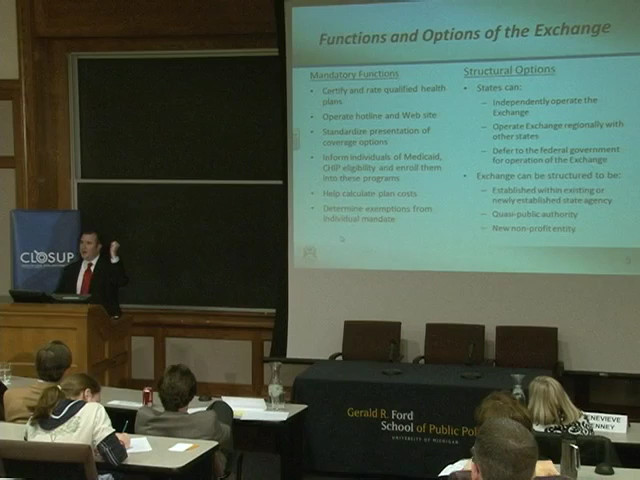 Functions and Options of the Exchange
Mandatory Functions
• Certify and rate qualified health
plans
• Operate hotline and Web site
• Standardize presentation of
coverage options
• Inform individuals of Medicaid,
CHIP eligibility and enroll them
into these programs
• Help calculate plan costs
• Determine exemptions from
individual mandate
Structural Options
• States can:
– Independently operate the
Exchange
– Operate Exchange regionally with
other states
– Defer to the federal government
for operation of the Exchange
• Exchange can be structured to be:
– Established within existing or
newly established state agency
– Quasi-public authority
– New non-profit entity
CLOSUP
Gerald R. Ford
School of Public Pol
UNIVERSITY OF MICHIGAN
ENEVIEVE
ENNEY